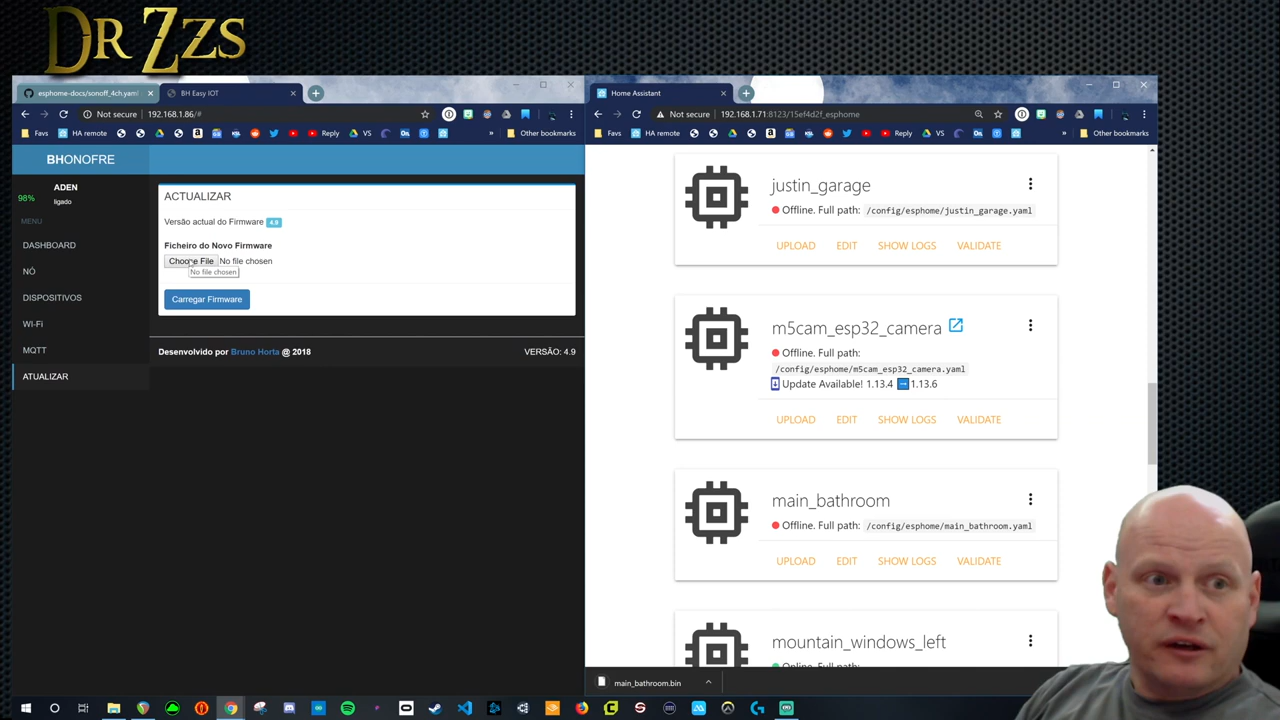 DR ZZS
esphome-docs/sonoff_4ch.yaml
BH Easy IOT
Not secure
192.168.1.86/#
Favs
HA remote
Reply
VS
Other bookmarks
BHONOFRE
98%
ADEN
ligado
MENU
DASHBOARD
NÓ
DISPOSITIVOS
WI-FI
MQTT
ATUALIZAR
ACTUALIZAR
Versão actual do Firmware 4.9
Ficheiro do Novo Firmware
Choose File No file chosen
No file chosen
Carregar Firmware
Desenvolvido por Bruno Horta @ 2018
VERSÃO: 4.9
Home Assistant
Not secure
192.168.1.71:8123/15ef4d2f_esphome
Favs
HA remote
Reply
VS
Other bookmarks
justin_garage
Offline. Full path: /config/esphome/justin_garage.yaml
UPLOAD EDIT SHOW LOGS VALIDATE
m5cam_esp32_camera
Offline. Full path:
/config/esphome/m5cam_esp32_camera.yaml
Update Available! 1.13.4 ➡ 1.13.6
UPLOAD EDIT SHOW LOGS VALIDATE
main_bathroom
Offline. Full path: /config/esphome/main_bathroom.yaml
UPLOAD EDIT SHOW LOGS VALIDATE
mountain_windows_left
Online. Full path:
main_bathroom.bin